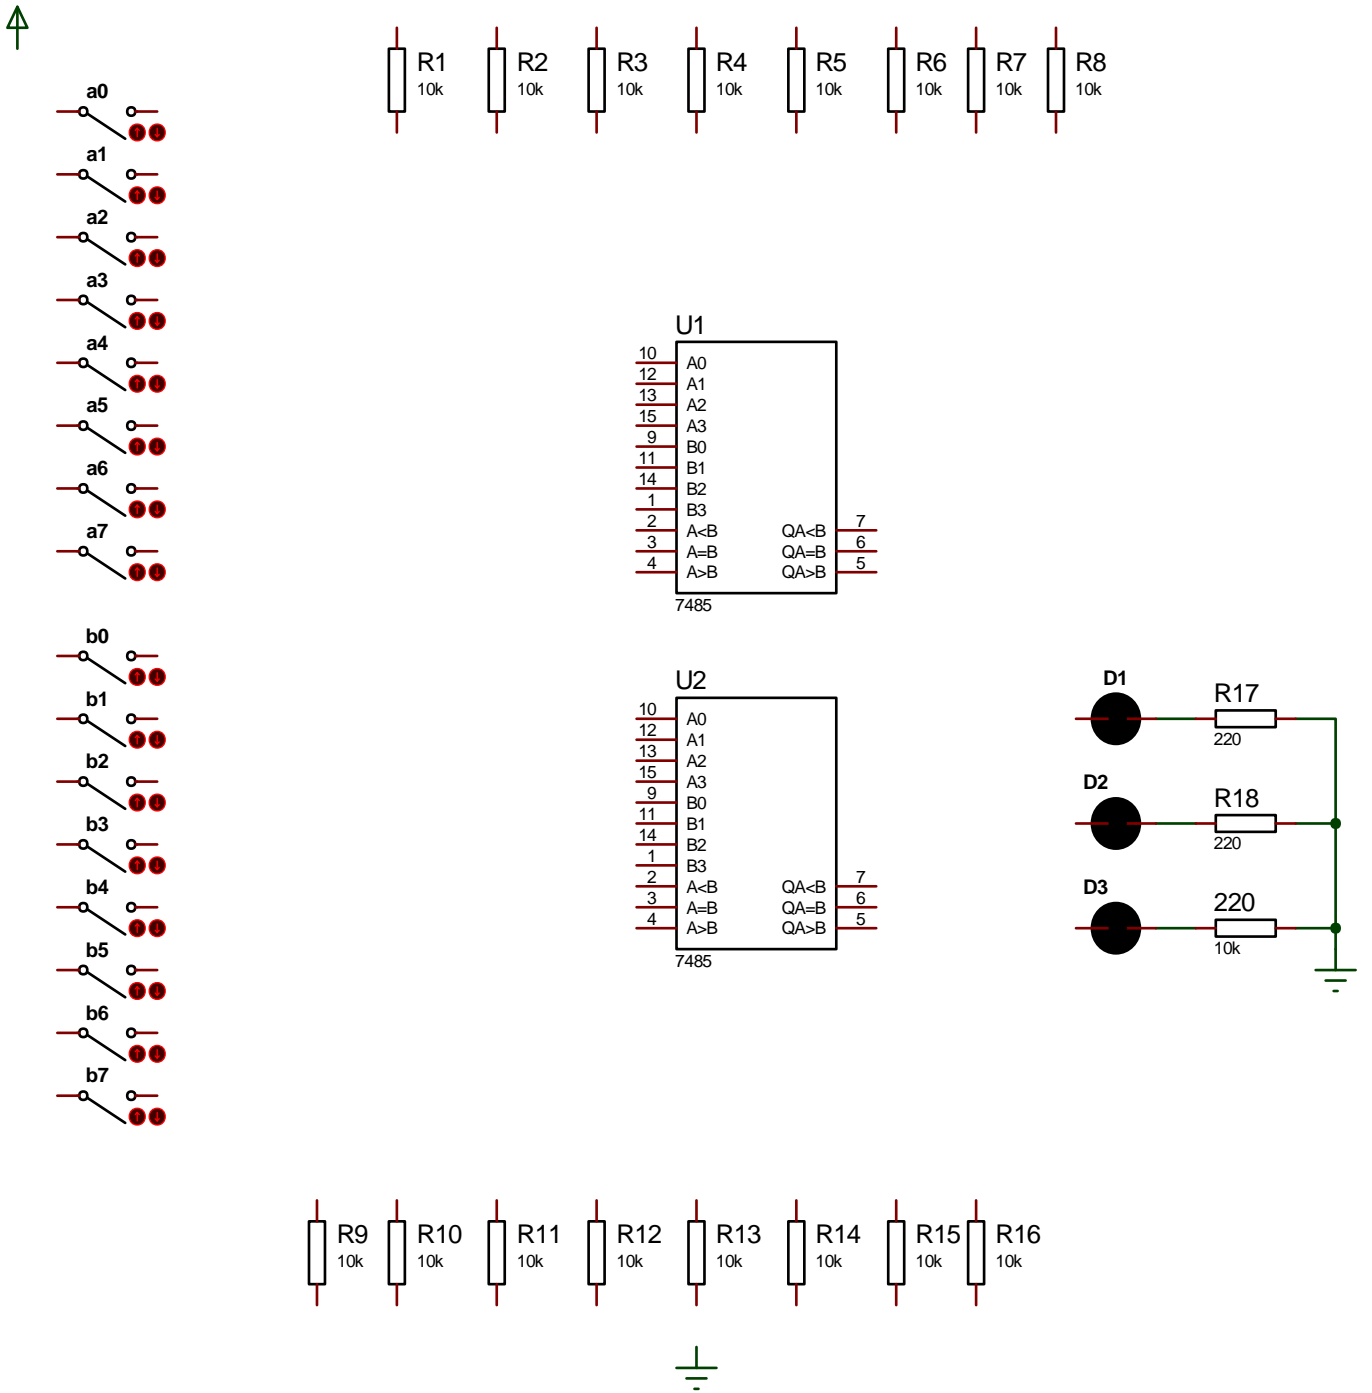 R1 R2 R3 R4 R5 R6 R7 R8
10k 10k 10k 10k 10k 10k 10k 10k
a0
a1
a2
a3
a4
a5
a6
a7
U1
10 A0
12 A1
13 A2
15 A3
9 B0
11 B1
14 B2
1 B3
2 A<B QA<B 7
3 A=B QA=B 6
4 A>B QA>B 5
7485
b0
b1
b2
b3
b4
b5
b6
b7
U2
10 A0
12 A1
13 A2
15 A3
9 B0
11 B1
14 B2
1 B3
2 A<B QA<B 7
3 A=B QA=B 6
4 A>B QA>B 5
7485
D1 R17
220
D2 R18
220
D3 220
10k
R9 R10 R11 R12 R13 R14 R15 R16
10k 10k 10k 10k 10k 10k 10k 10k